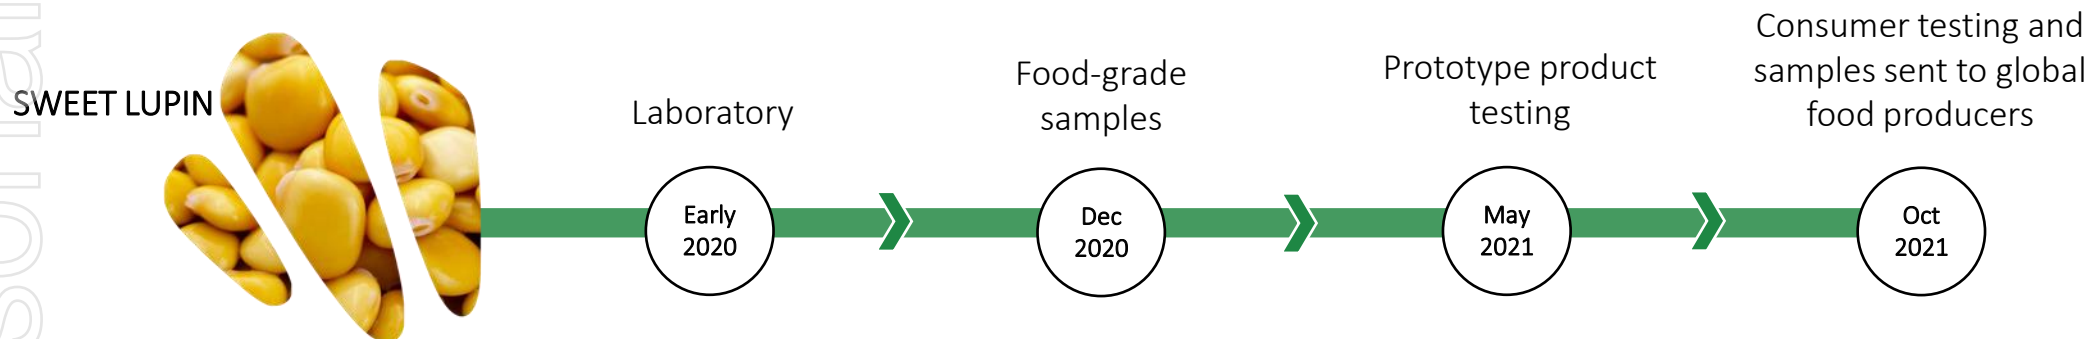 SWEET LUPIN
Laboratory
Early
2020
Food-grade
samples
Dec
2020
Prototype product
testing
May
2021
Consumer testing and
samples sent to global
food producers
Oct
2021